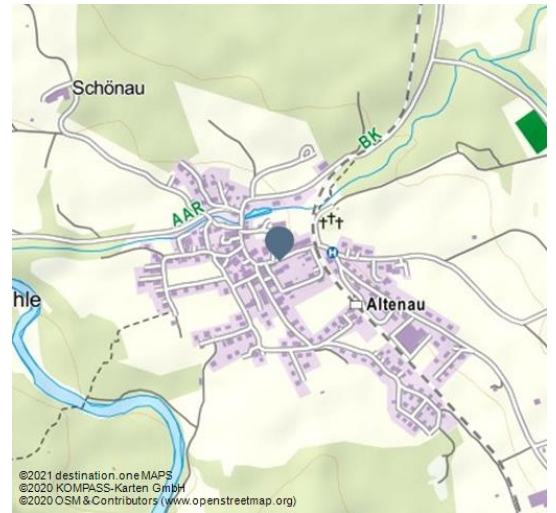 Schönau
BK
AAR
H
Altenau
hle
©2021 destination.one MAPS
©2020 KOMPASS-Karten GmbH
©2020 OSM & Contributors (www.openstreetmap.org)